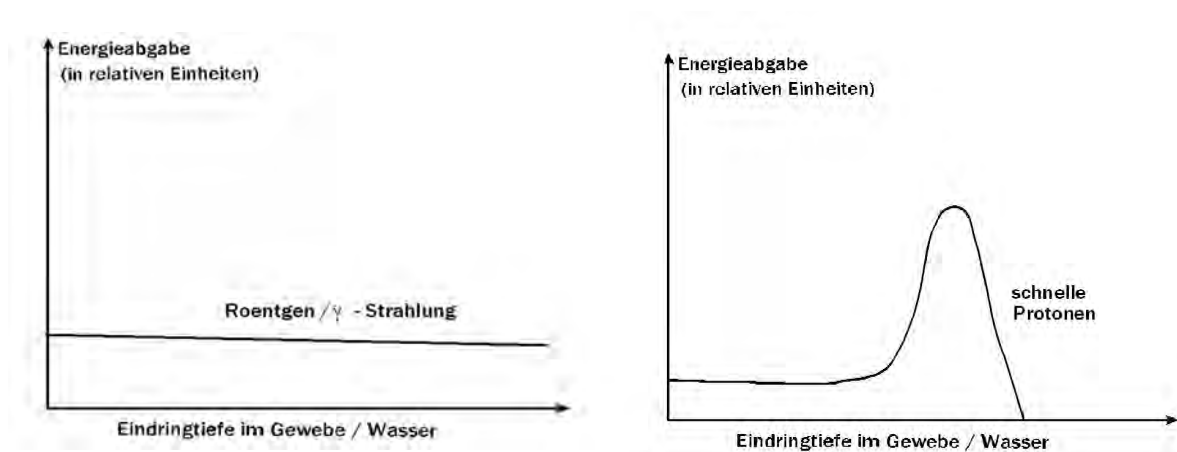 Energieabgabe
(in relativen Einheiten)
Roentgen / γ - Strahlung
Eindringtiefe im Gewebe / Wasser
Energieabgabe
(in relativen Einheiten)
schnelle
Protonen
Eindringtiefe im Gewebe / Wasser